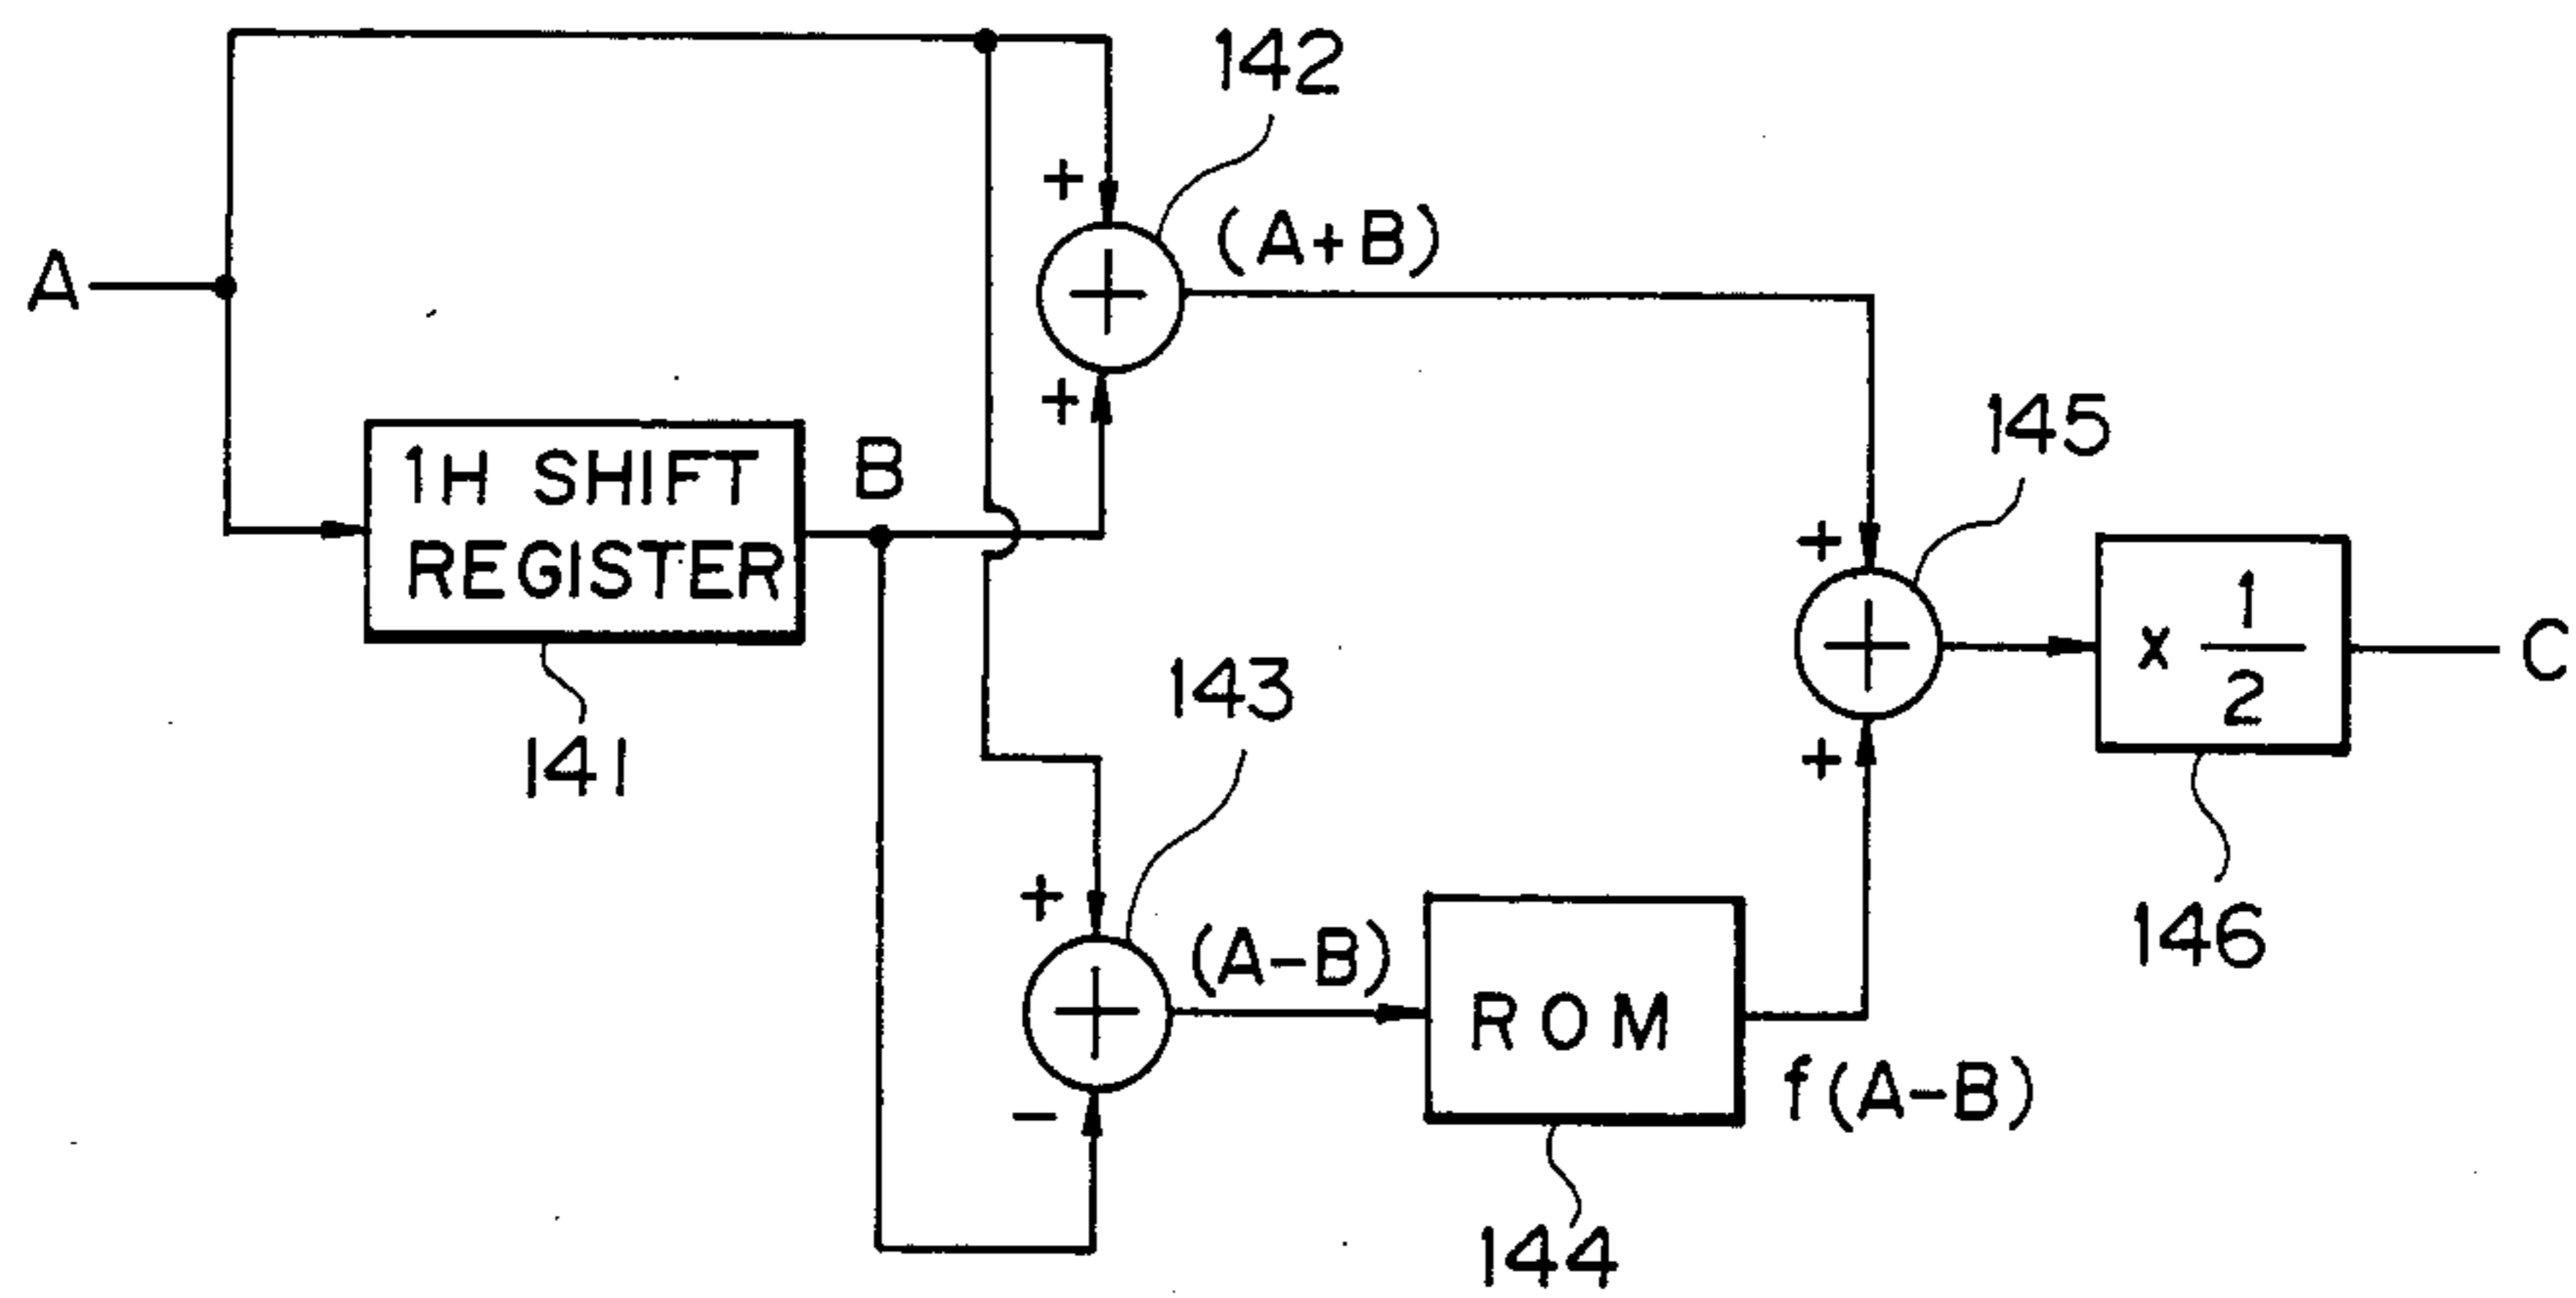 142
+
(A+B)
A
+
145
1H SHIFT
REGISTER
B
+
× 1/2
C
143
141
+
+
(A-B)
146
ROM
-
f(A-B)
144